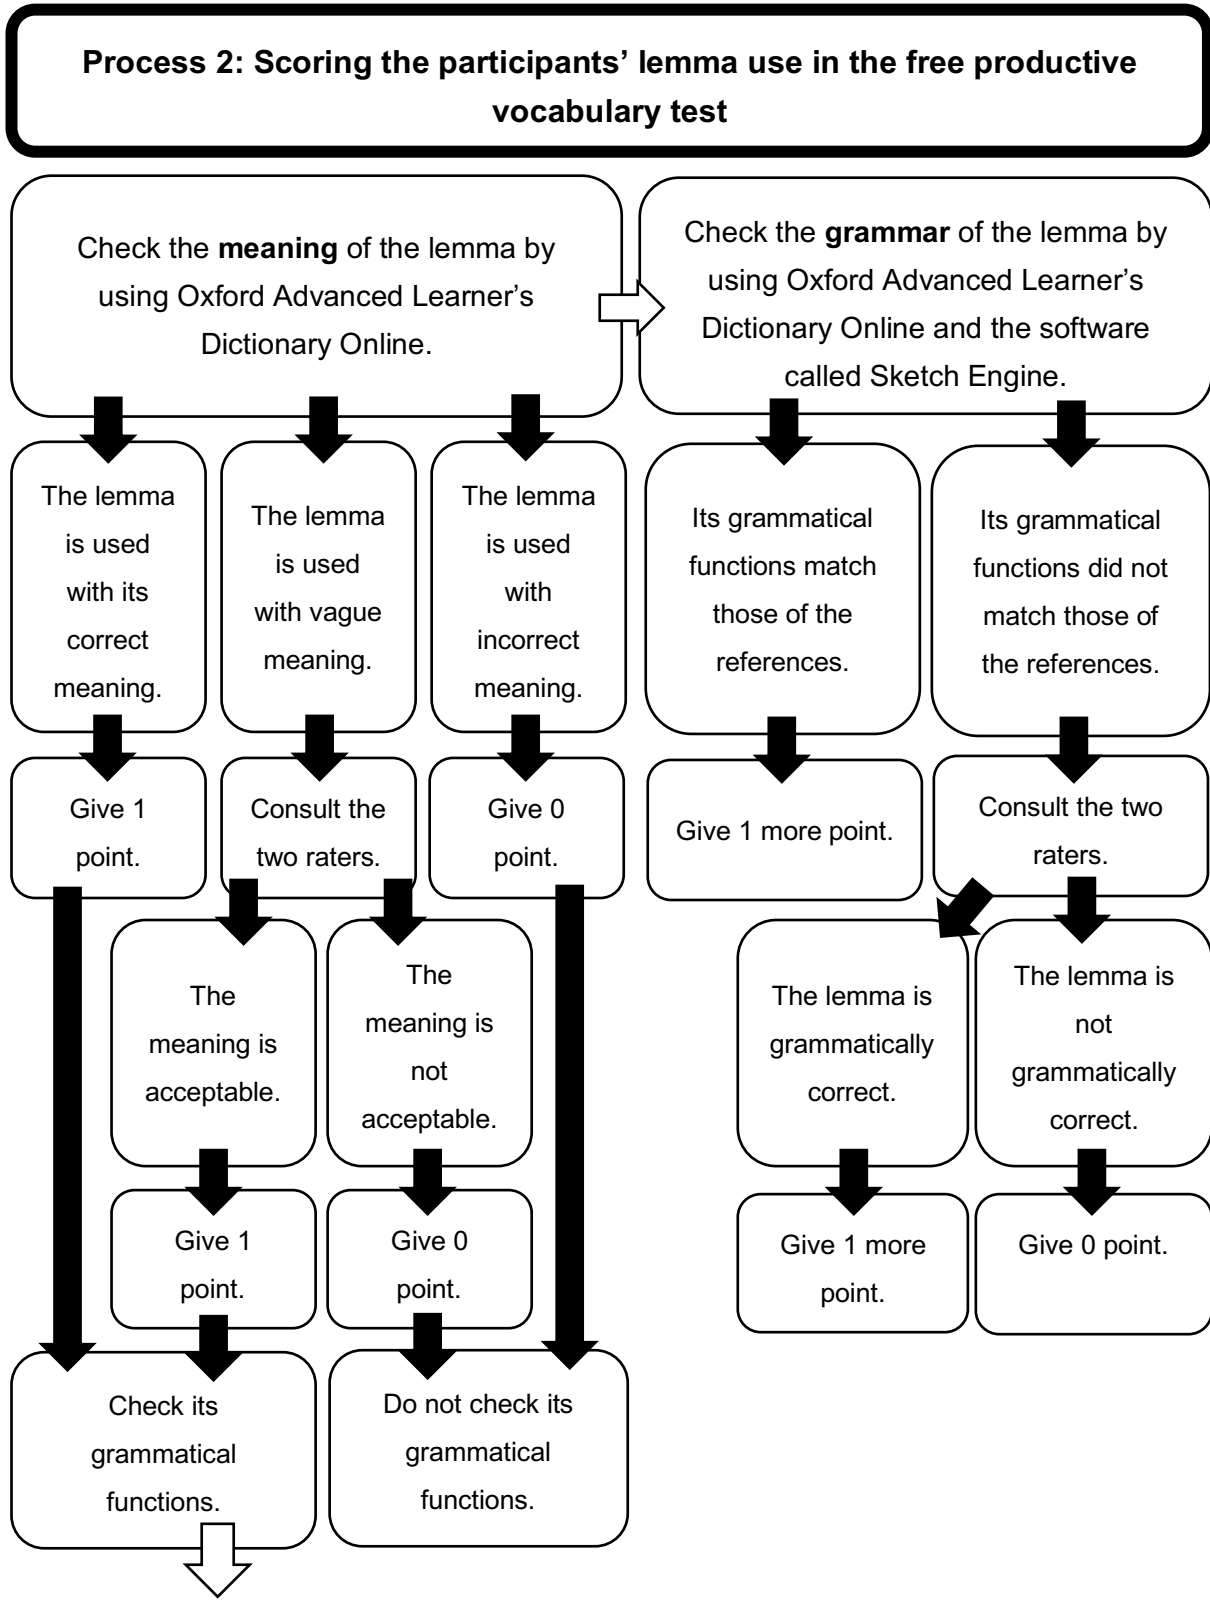 Process 2: Scoring the participants’ lemma use in the free productive
vocabulary test
Check the meaning of the lemma by
using Oxford Advanced Learner’s
Dictionary Online.
Check the grammar of the lemma by
using Oxford Advanced Learner’s
Dictionary Online and the software
called Sketch Engine.
The lemma
is used
with its
correct
meaning.
The lemma
is used
with vague
meaning.
The lemma
is used
with
incorrect
meaning.
Its grammatical
functions match
those of the
references.
Its grammatical
functions did not
match those of
the references.
Give 1
point.
Consult the
two raters.
Give 0
point.
Give 1 more point.
Consult the two
raters.
The
meaning is
acceptable.
The
meaning is
not
acceptable.
The lemma is
grammatically
correct.
The lemma is
not
grammatically
correct.
Give 1
point.
Give 0
point.
Give 1 more
point.
Give 0 point.
Check its
grammatical
functions.
Do not check its
grammatical
functions.